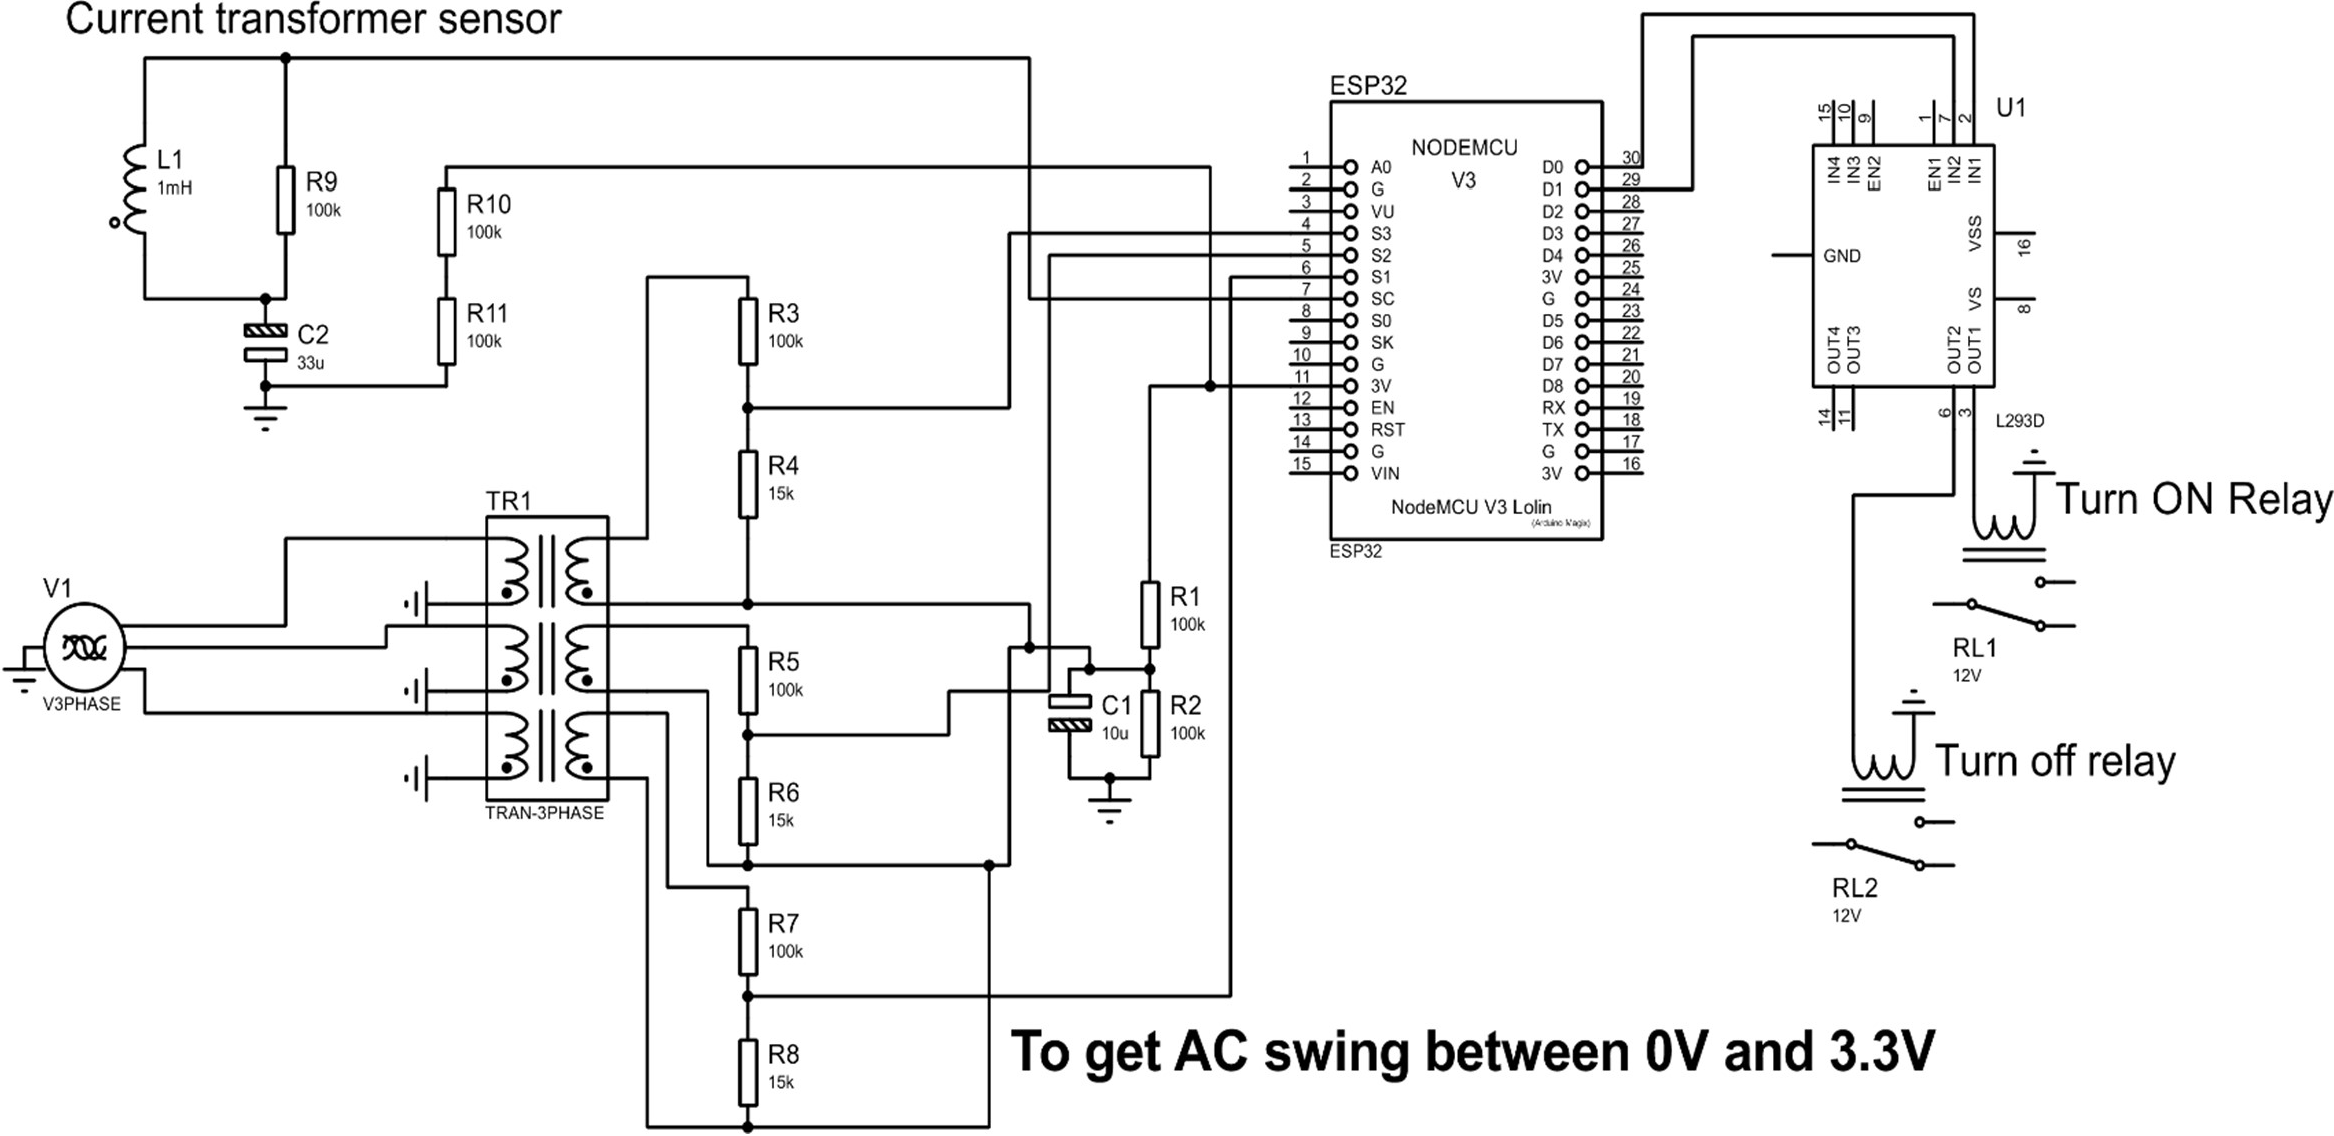 Current transformer sensor
L1
1mH
R9
100k
R10
100k
R11
100k
C2
33u
R3
100k
R4
15k
TR1
TRAN-3PHASE
V1
V3PHASE
R5
100k
R6
15k
R7
100k
R8
15k
C1
10u
R1
100k
R2
100k
ESP32
NODEMCU
V3
1 A0
2 G
3 VU
4 S3
5 S2
6 S1
7 SC
8 S0
9 SK
10 G
11 3V
12 EN
13 RST
14 G
15 VIN
D0 30
D1 29
D2 28
D3 27
D4 26
3V 25
G 24
D5 23
D6 22
D7 21
D8 20
RX 19
TX 18
G 17
3V 16
NodeMCU V3 Lolin
(Arduino Magix)
ESP32
U1
15 10 9 1 7 2
IN4 IN3 EN2 EN1 IN2 IN1
VSS 16
GND
VS 8
OUT4 OUT3 OUT2 OUT1
14 11 6 3
L293D
Turn ON Relay
RL1
12V
Turn off relay
RL2
12V
To get AC swing between 0V and 3.3V